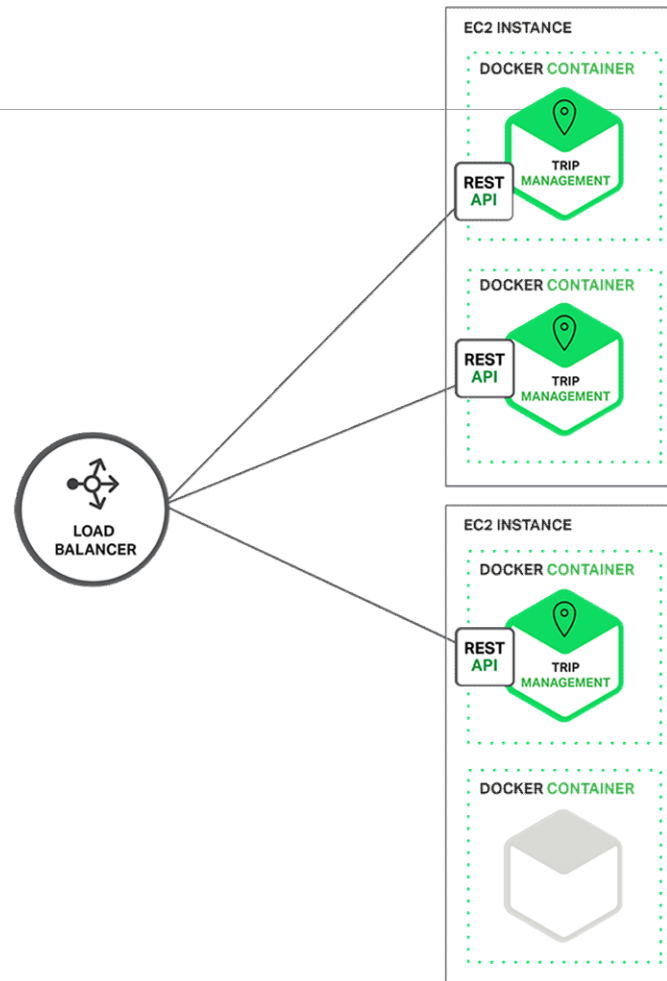 EC2 INSTANCE
DOCKER CONTAINER
TRIP
MANAGEMENT
REST
API
DOCKER CONTAINER
TRIP
MANAGEMENT
REST
API
LOAD
BALANCER
EC2 INSTANCE
DOCKER CONTAINER
TRIP
MANAGEMENT
REST
API
DOCKER CONTAINER